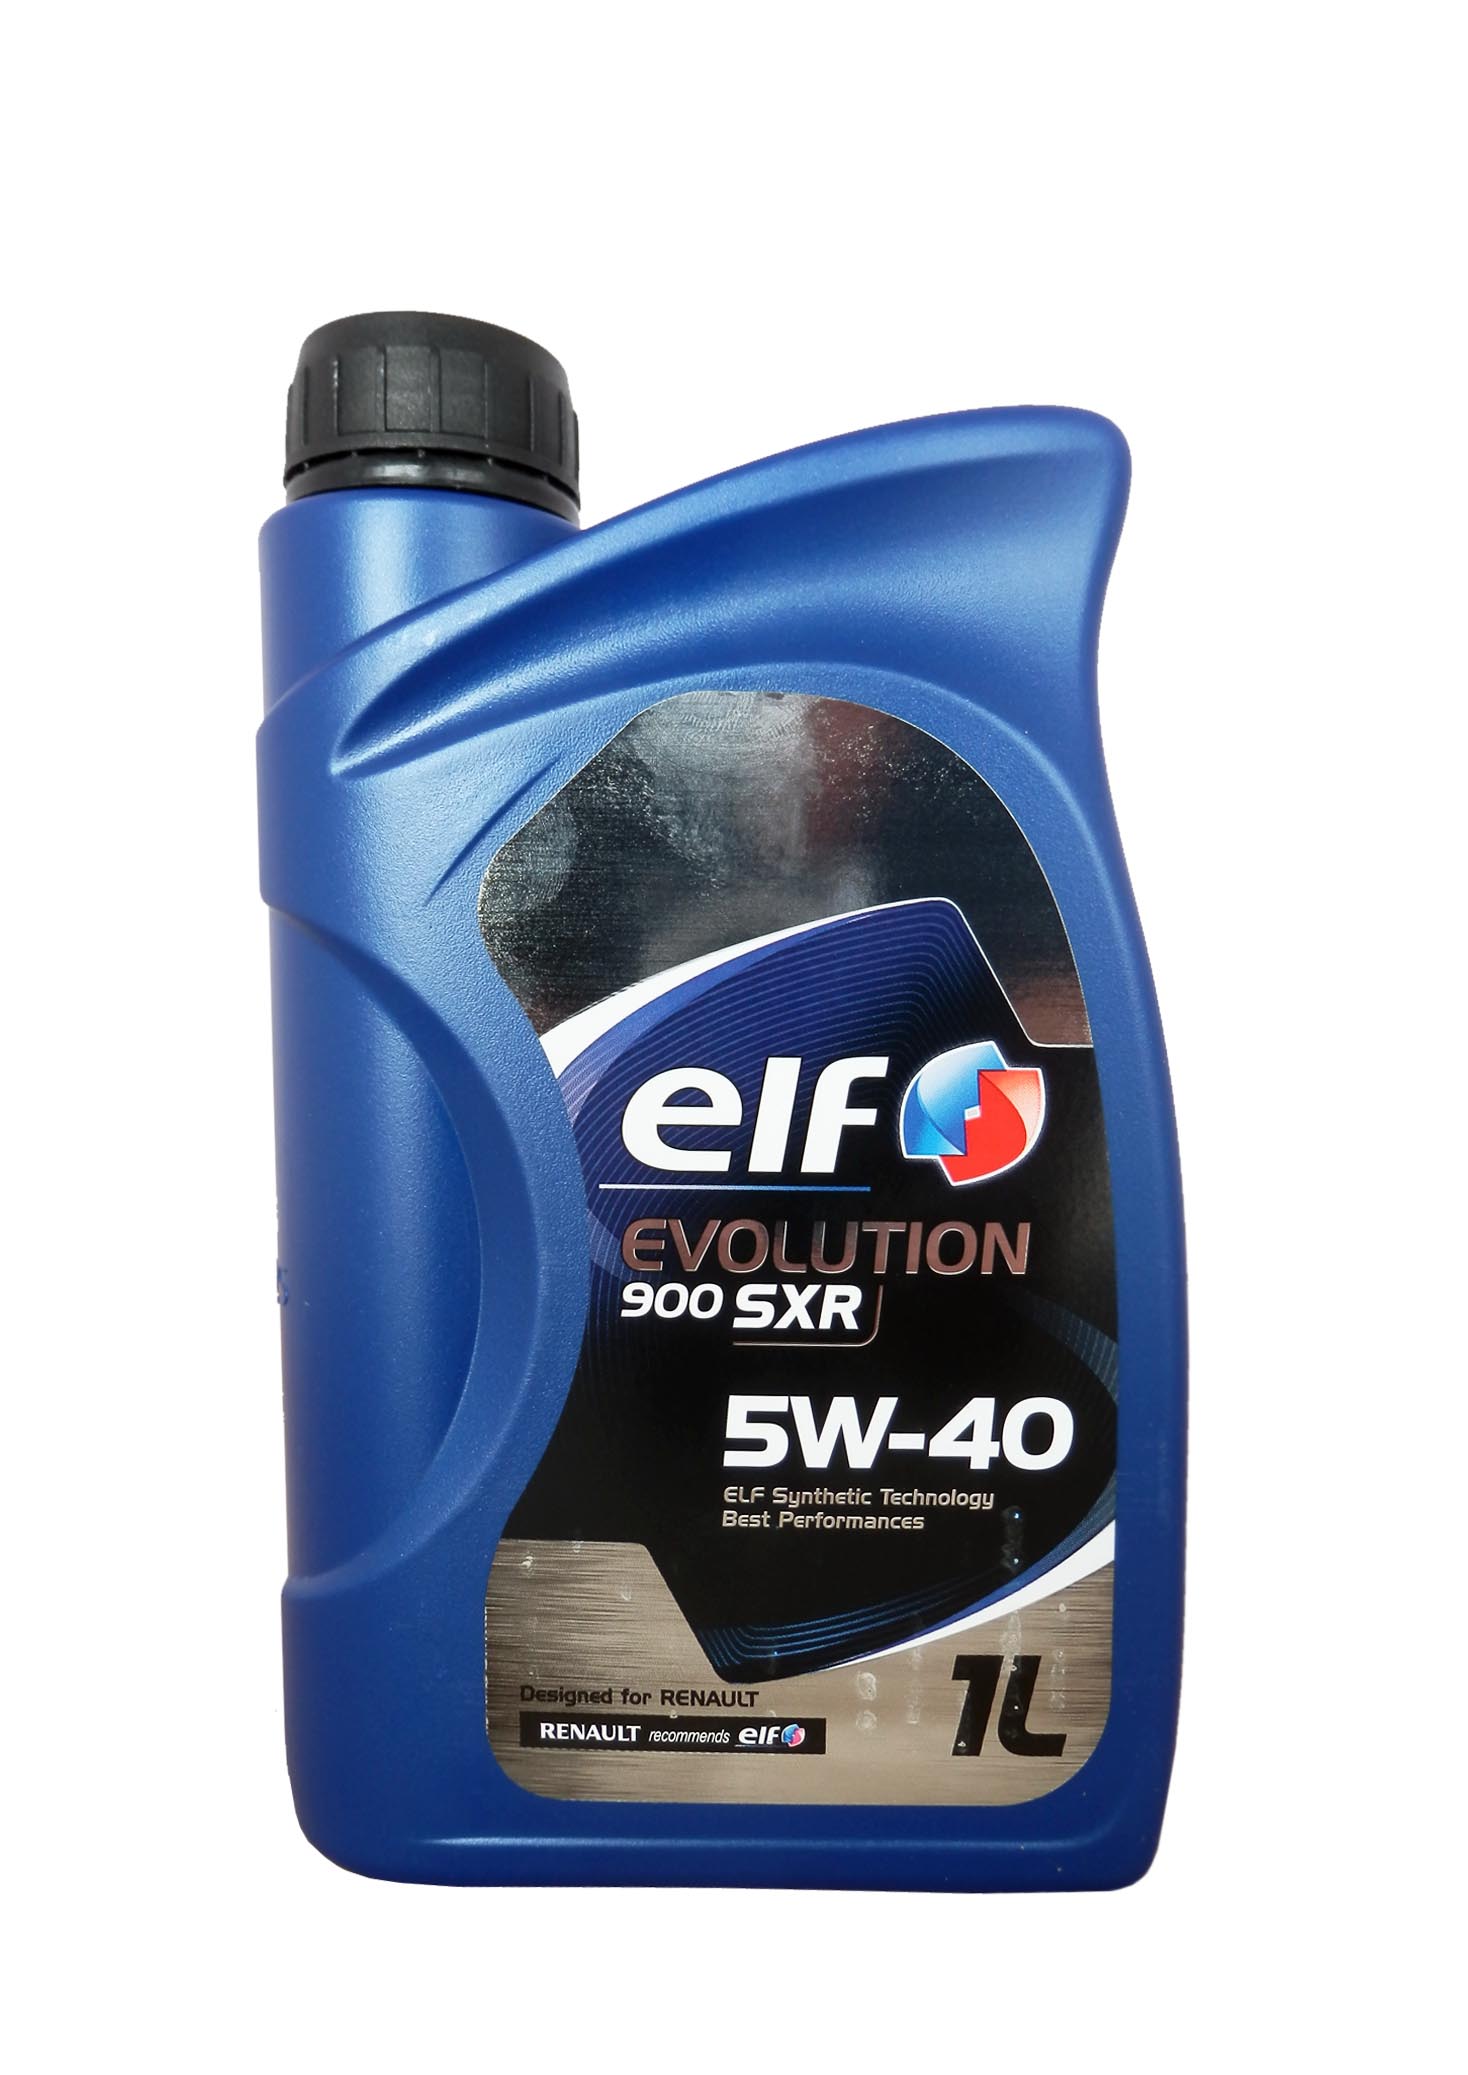 elf
EVOLUTION
900 SXR
5W-40
ELF Synthetic Technology
Best Performances
1L
Designed for RENAULT
RENAULT recommends elf